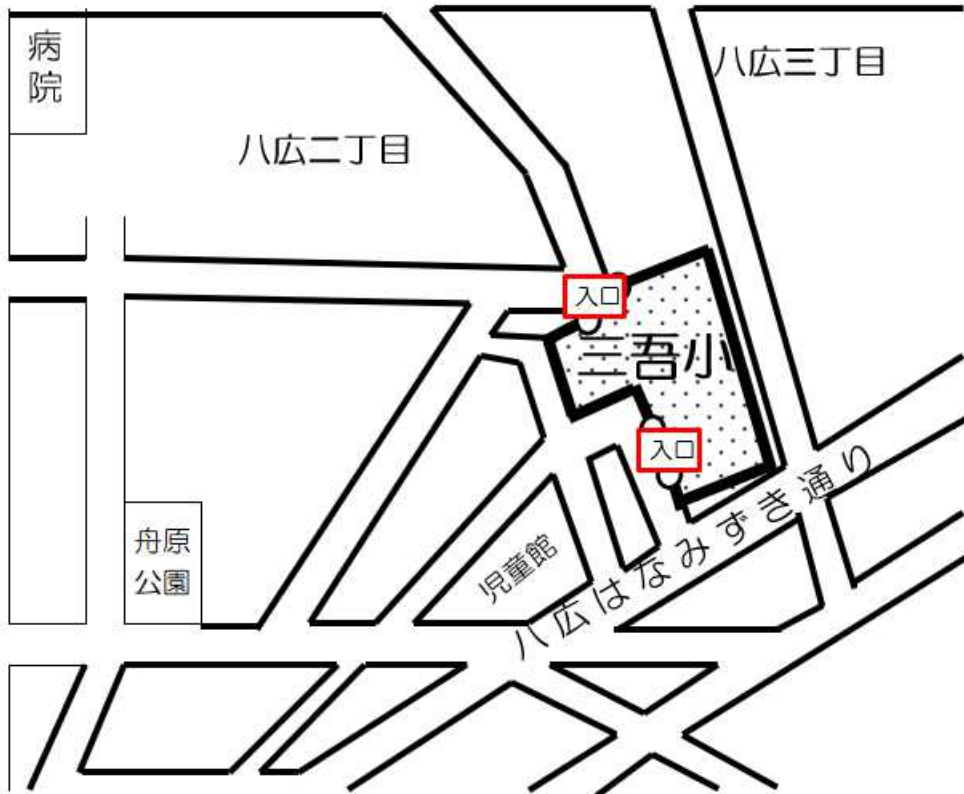 病
院
八広三丁目
八広二丁目
入口
三吾小
入口
八広はなみずき通り
舟原
公園
児童館